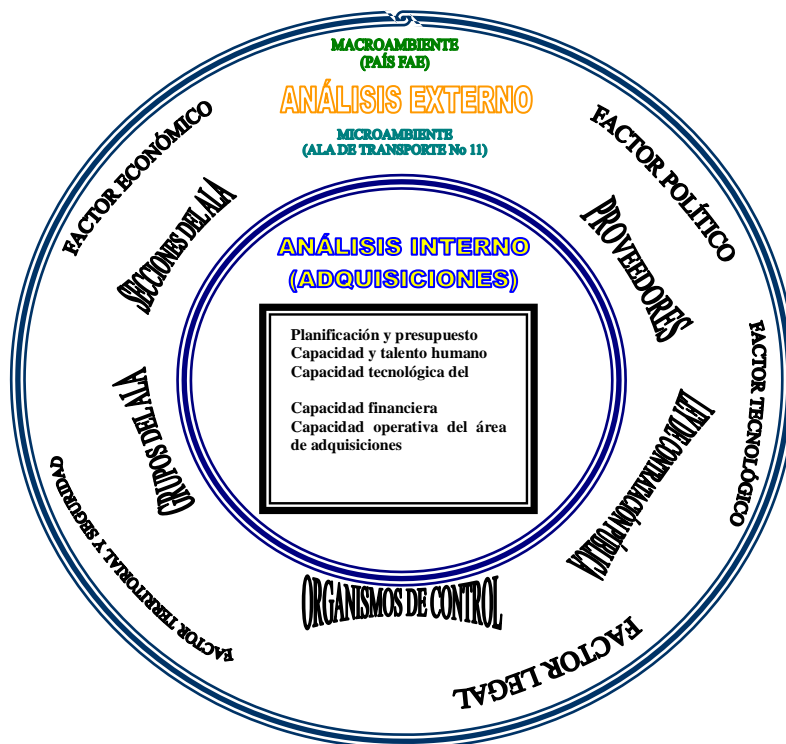 MACROAMBIENTE
(PAÍS FAE)
ANÁLISIS EXTERNO
MICROAMBIENTE
(ALA DE TRANSPORTE No 11)
FACTOR ECONÓMICO
FACTOR POLÍTICO
SECCIONES DEL ALA
PROVEEDORES
ANÁLISIS INTERNO
(ADQUISICIONES)
Planificación y presupuesto
Capacidad y talento humano
Capacidad tecnológica del
Capacidad financiera
Capacidad operativa del área
de adquisiciones
GRUPOS DEL ALA
LEY DE CONTRATACIÓN PÚBLICA
FACTOR TECNOLÓGICO
FACTOR TERRITORIAL Y SEGURIDAD
ORGANISMOS DE CONTROL
FACTOR LEGAL